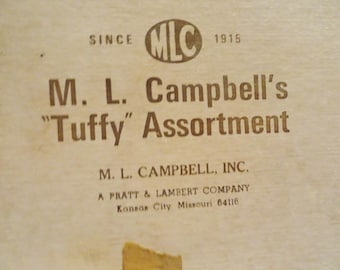 SINCE MLC 1915
M. L. Campbell's
"Tuffy" Assortment
M. L. CAMPBELL, INC.
A PRATT & LAMBERT COMPANY
Kansas City, Missouri 64116